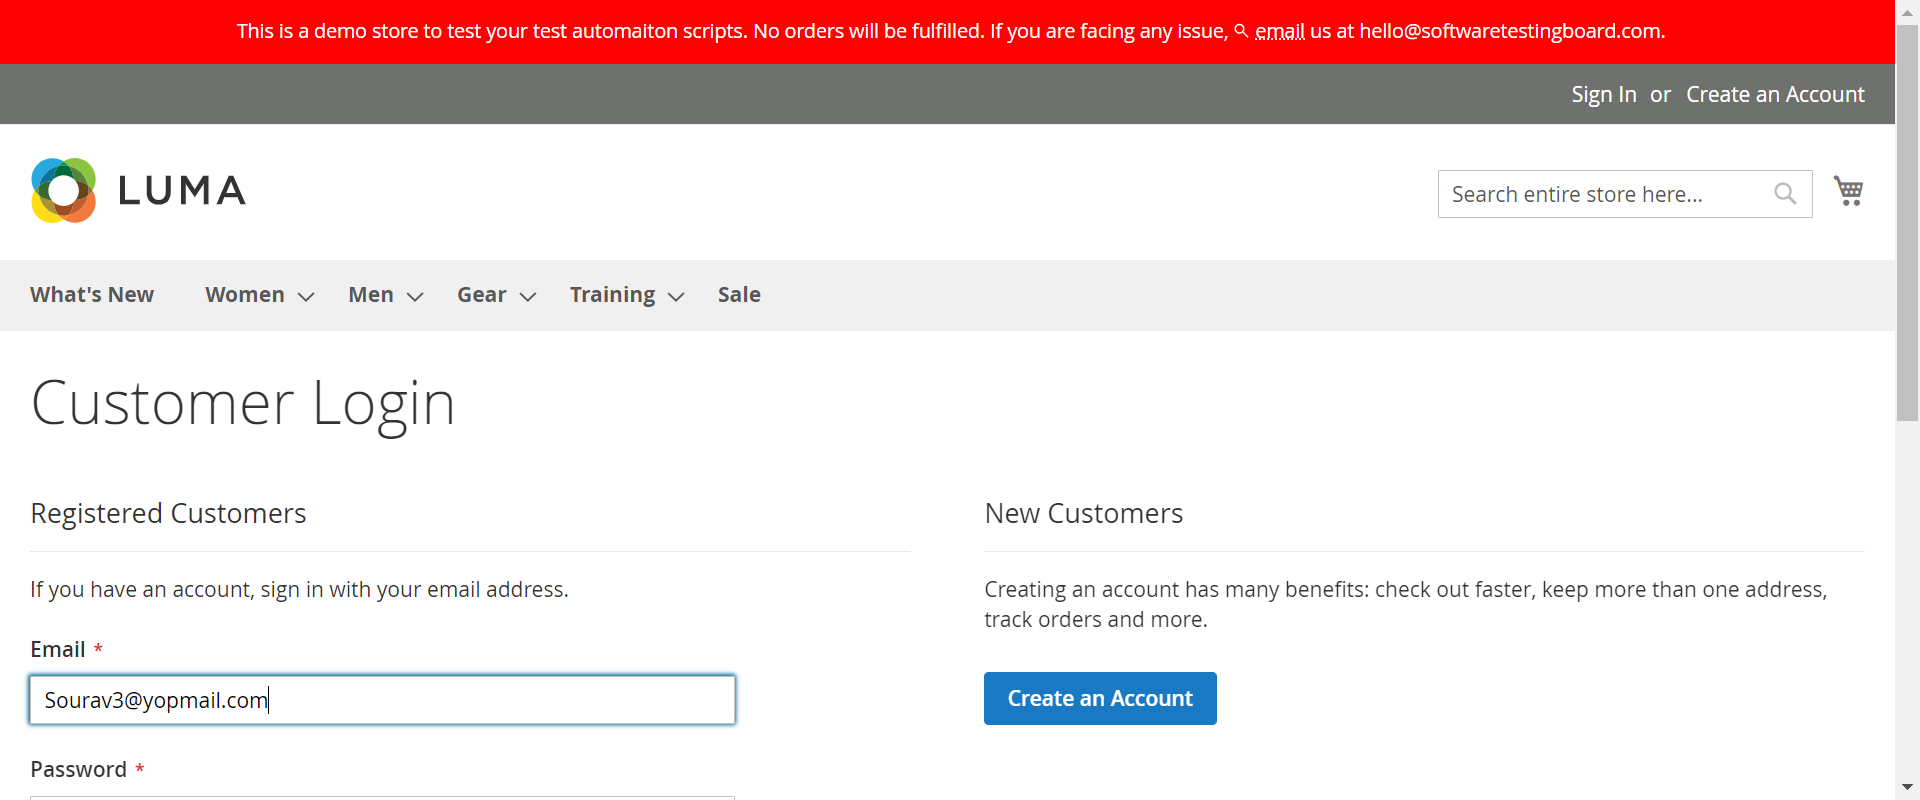 This is a demo store to test your test automaiton scripts. No orders will be fulfilled. If you are facing any issue, email us at hello@softwaretestingboard.com.
Sign In or Create an Account
LUMA
Search entire store here...
What's New Women Men Gear Training Sale
Customer Login
Registered Customers
If you have an account, sign in with your email address.
Email *
Sourav3@yopmail.com
Password *
New Customers
Creating an account has many benefits: check out faster, keep more than one address,
track orders and more.
Create an Account